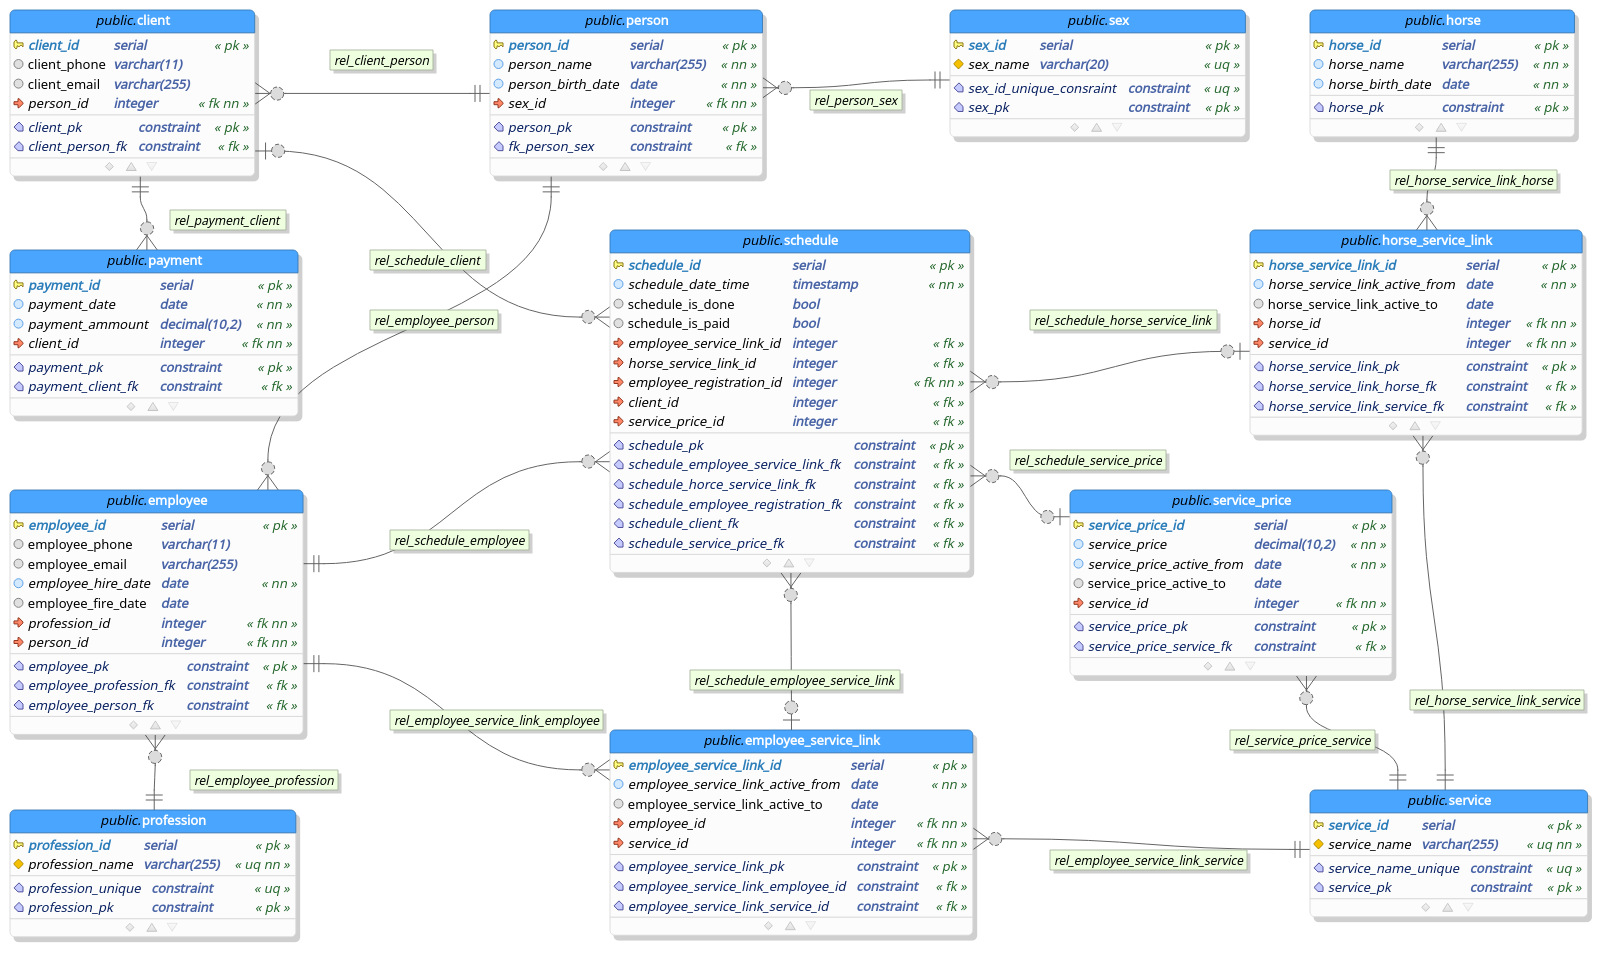 public.client
client_id serial « pk »
client_phone varchar(11)
client_email varchar(255)
person_id integer « fk nn »
client_pk constraint « pk »
client_person_fk constraint « fk »
rel_client_person
public.person
person_id serial « pk »
person_name varchar(255) « nn »
person_birth_date date « nn »
sex_id integer « fk nn »
person_pk constraint « pk »
fk_person_sex constraint « fk »
rel_person_sex
public.sex
sex_id serial « pk »
sex_name varchar(20) « uq »
sex_id_unique_consraint constraint « uq »
sex_pk constraint « pk »
public.horse
horse_id serial « pk »
horse_name varchar(255) « nn »
horse_birth_date date « nn »
horse_pk constraint « pk »
rel_horse_service_link_horse
rel_payment_client
public.payment
payment_id serial « pk »
payment_date date « nn »
payment_ammount decimal(10,2) « nn »
client_id integer « fk nn »
payment_pk constraint « pk »
payment_client_fk constraint « fk »
rel_schedule_client
rel_employee_person
public.schedule
schedule_id serial « pk »
schedule_date_time timestamp « nn »
schedule_is_done bool
schedule_is_paid bool
employee_service_link_id integer « fk »
horse_service_link_id integer « fk »
employee_registration_id integer « fk nn »
client_id integer « fk »
service_price_id integer « fk »
schedule_pk constraint « pk »
schedule_employee_service_link_fk constraint « fk »
schedule_horce_service_link_fk constraint « fk »
schedule_employee_registration_fk constraint « fk »
schedule_client_fk constraint « fk »
schedule_service_price_fk constraint « fk »
rel_schedule_horse_service_link
public.horse_service_link
horse_service_link_id serial « pk »
horse_service_link_active_from date « nn »
horse_service_link_active_to date
horse_id integer « fk nn »
service_id integer « fk nn »
horse_service_link_pk constraint « pk »
horse_service_link_horse_fk constraint « fk »
horse_service_link_service_fk constraint « fk »
rel_schedule_service_price
public.employee
employee_id serial « pk »
employee_phone varchar(11)
employee_email varchar(255)
employee_hire_date date « nn »
employee_fire_date date
profession_id integer « fk nn »
person_id integer « fk nn »
employee_pk constraint « pk »
employee_profession_fk constraint « fk »
employee_person_fk constraint « fk »
rel_schedule_employee
public.service_price
service_price_id serial « pk »
service_price decimal(10,2) « nn »
service_price_active_from date « nn »
service_price_active_to date
service_id integer « fk nn »
service_price_pk constraint « pk »
service_price_service_fk constraint « fk »
rel_schedule_employee_service_link
rel_horse_service_link_service
rel_employee_service_link_employee
rel_service_price_service
rel_employee_profession
public.employee_service_link
employee_service_link_id serial « pk »
employee_service_link_active_from date « nn »
employee_service_link_active_to date
employee_id integer « fk nn »
service_id integer « fk nn »
employee_service_link_pk constraint « pk »
employee_service_link_employee_id constraint « fk »
employee_service_link_service_id constraint « fk »
rel_employee_service_link_service
public.profession
profession_id serial « pk »
profession_name varchar(255) « uq nn »
profession_unique constraint « uq »
profession_pk constraint « pk »
public.service
service_id serial « pk »
service_name varchar(255) « uq nn »
service_name_unique constraint « uq »
service_pk constraint « pk »